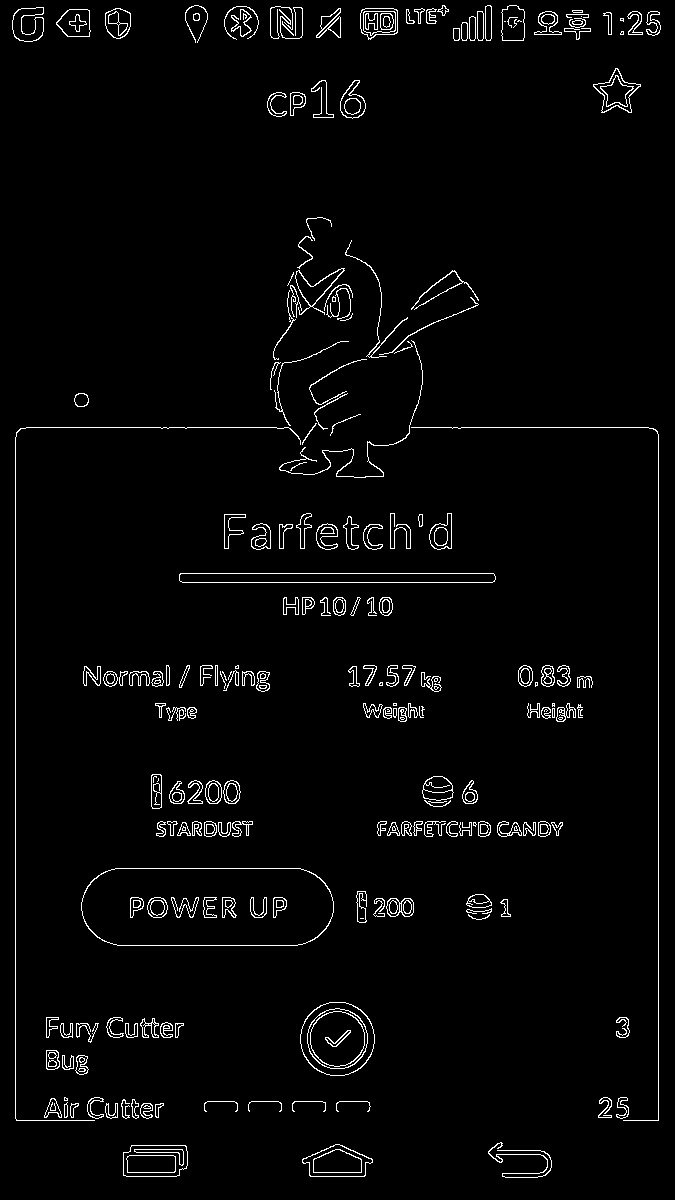 HD LTE+ 오후 1:25
CP16
Farfetch'd
HP 10 / 10
Normal / Flying 17.57 kg 0.83 m
Type Weight Height
6200 6
STARDUST FARFETCH'D CANDY
POWER UP 200 1
Fury Cutter 3
Bug
Air Cutter 25